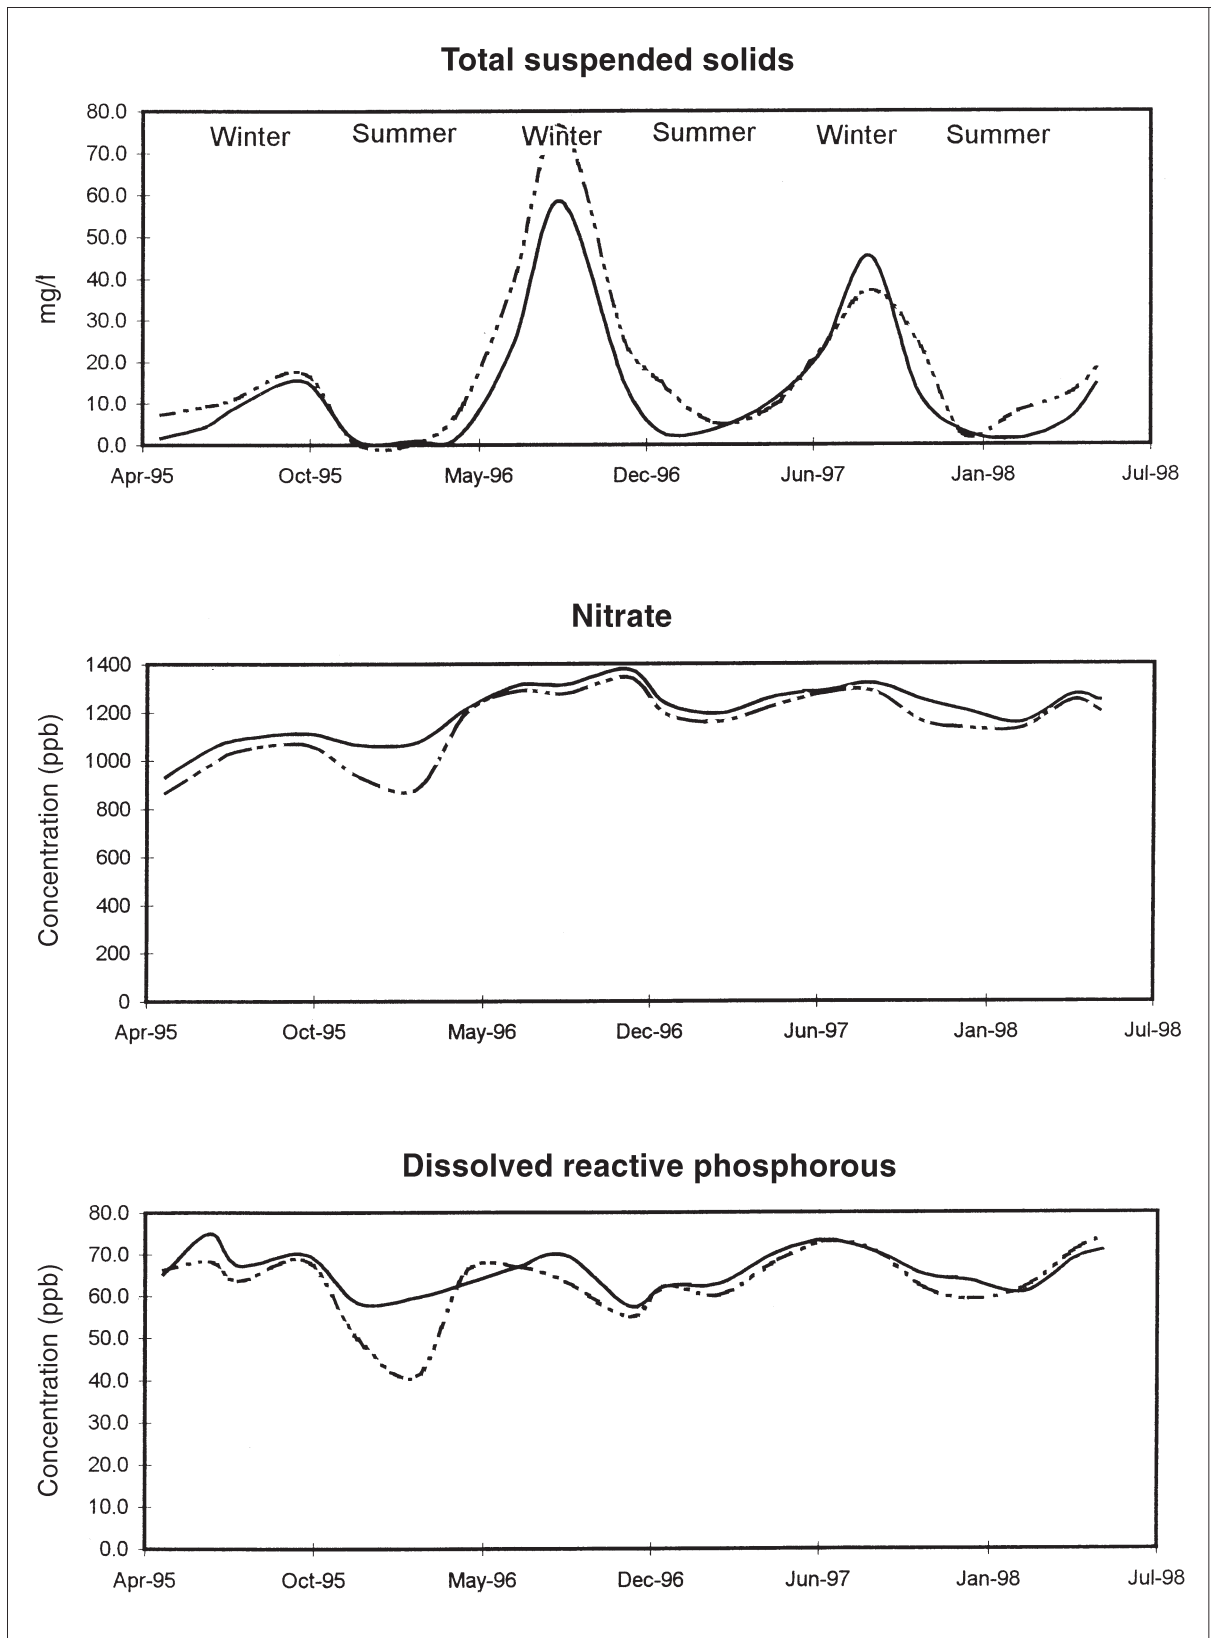 Total suspended solids
80.0
Winter Summer Winter Summer Winter Summer
70.0
60.0
50.0
mg/l
40.0
30.0
20.0
10.0
0.0
Apr-95 Oct-95 May-96 Dec-96 Jun-97 Jan-98 Jul-98
Nitrate
1400
1200
1000
Concentration (ppb)
800
600
400
200
0
Apr-95 Oct-95 May-96 Dec-96 Jun-97 Jan-98 Jul-98
Dissolved reactive phosphorous
80.0
70.0
60.0
50.0
Concentration (ppb)
40.0
30.0
20.0
10.0
0.0
Apr-95 Oct-95 May-96 Dec-96 Jun-97 Jan-98 Jul-98